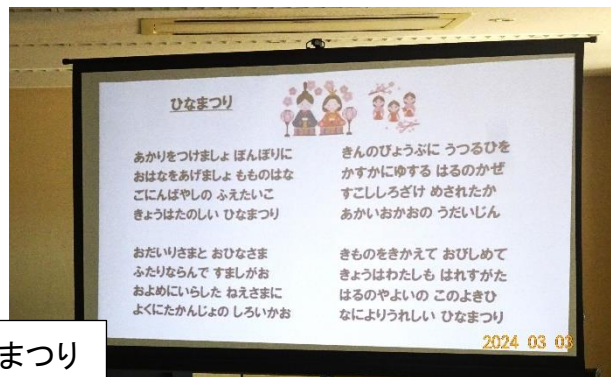 ひなまつり
あかりをつけましょ ぼんぼりに
おはなをあげましょ もものはな
ごにんばやしの ふえたいこ
きょうはたのしい ひなまつり
おだいりさまと おひなさま
ふたりならんで すましがお
およめにいらした ねえさまに
よくにたかんじょの しろいかお
きんのびょうぶに うつるひを
かすかにゆする はるのかぜ
すこししろざけ めされたか
あかいおかおの うだいじん
きものをきかえて おびしめて
きょうはわたしも はれすがた
はるのやよいの このよきひ
なによりうれしい ひなまつり
2024 03 03
まつり